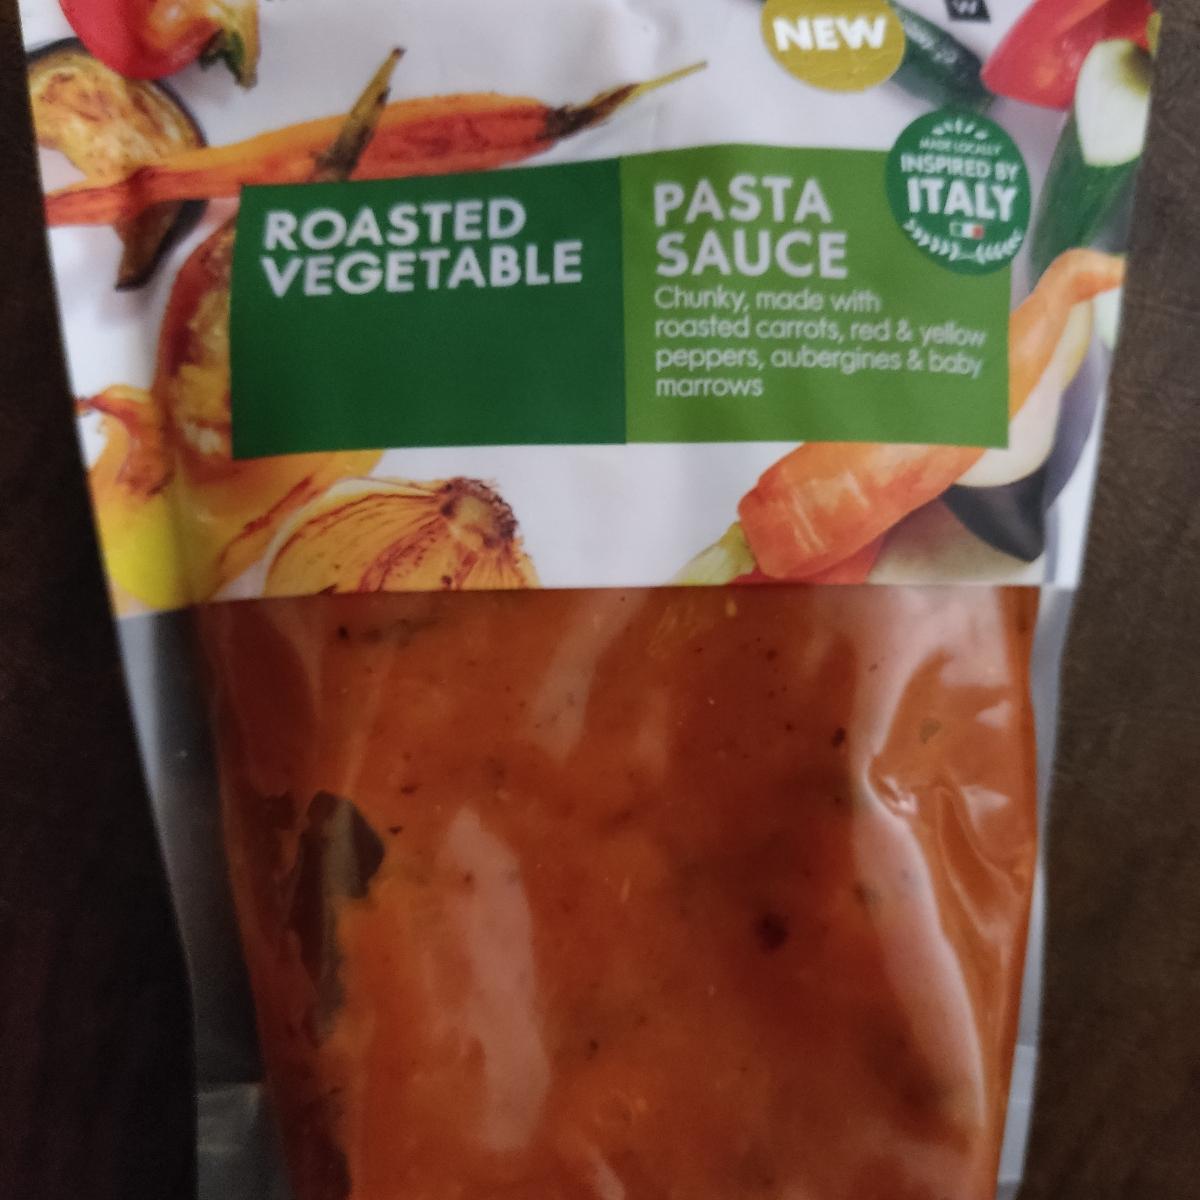 W
NEW
MADE LOCALLY
INSPIRED BY
ITALY
ROASTED
VEGETABLE
PASTA
SAUCE
Chunky, made with
roasted carrots, red & yellow
peppers, aubergines & baby
marrows